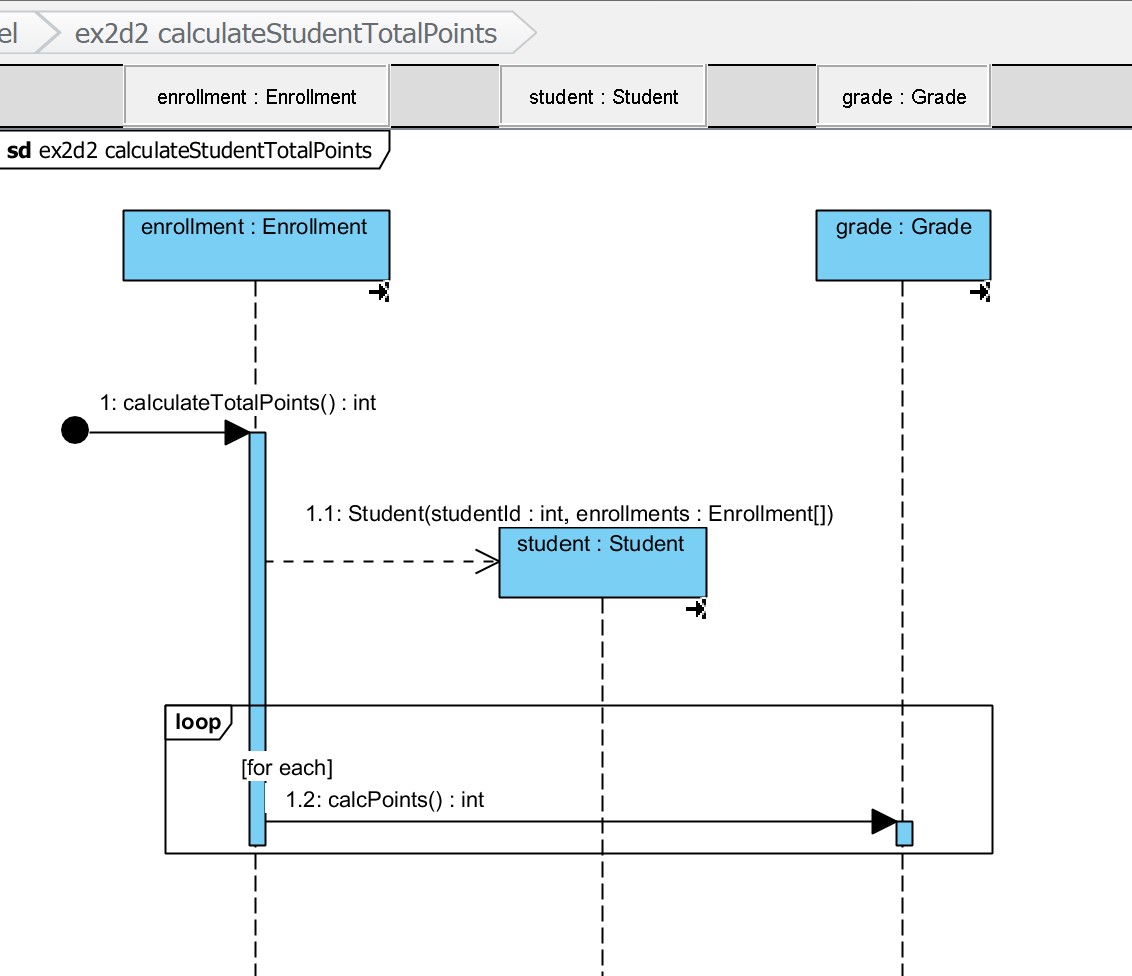 el
ex2d2 calculateStudentTotalPoints
enrollment : Enrollment
student : Student
grade : Grade
sd ex2d2 calculateStudentTotalPoints
enrollment : Enrollment
grade : Grade
1: calculateTotalPoints() : int
1.1: Student(studentId : int, enrollments : Enrollment[])
student : Student
loop
[for each]
1.2: calcPoints() : int